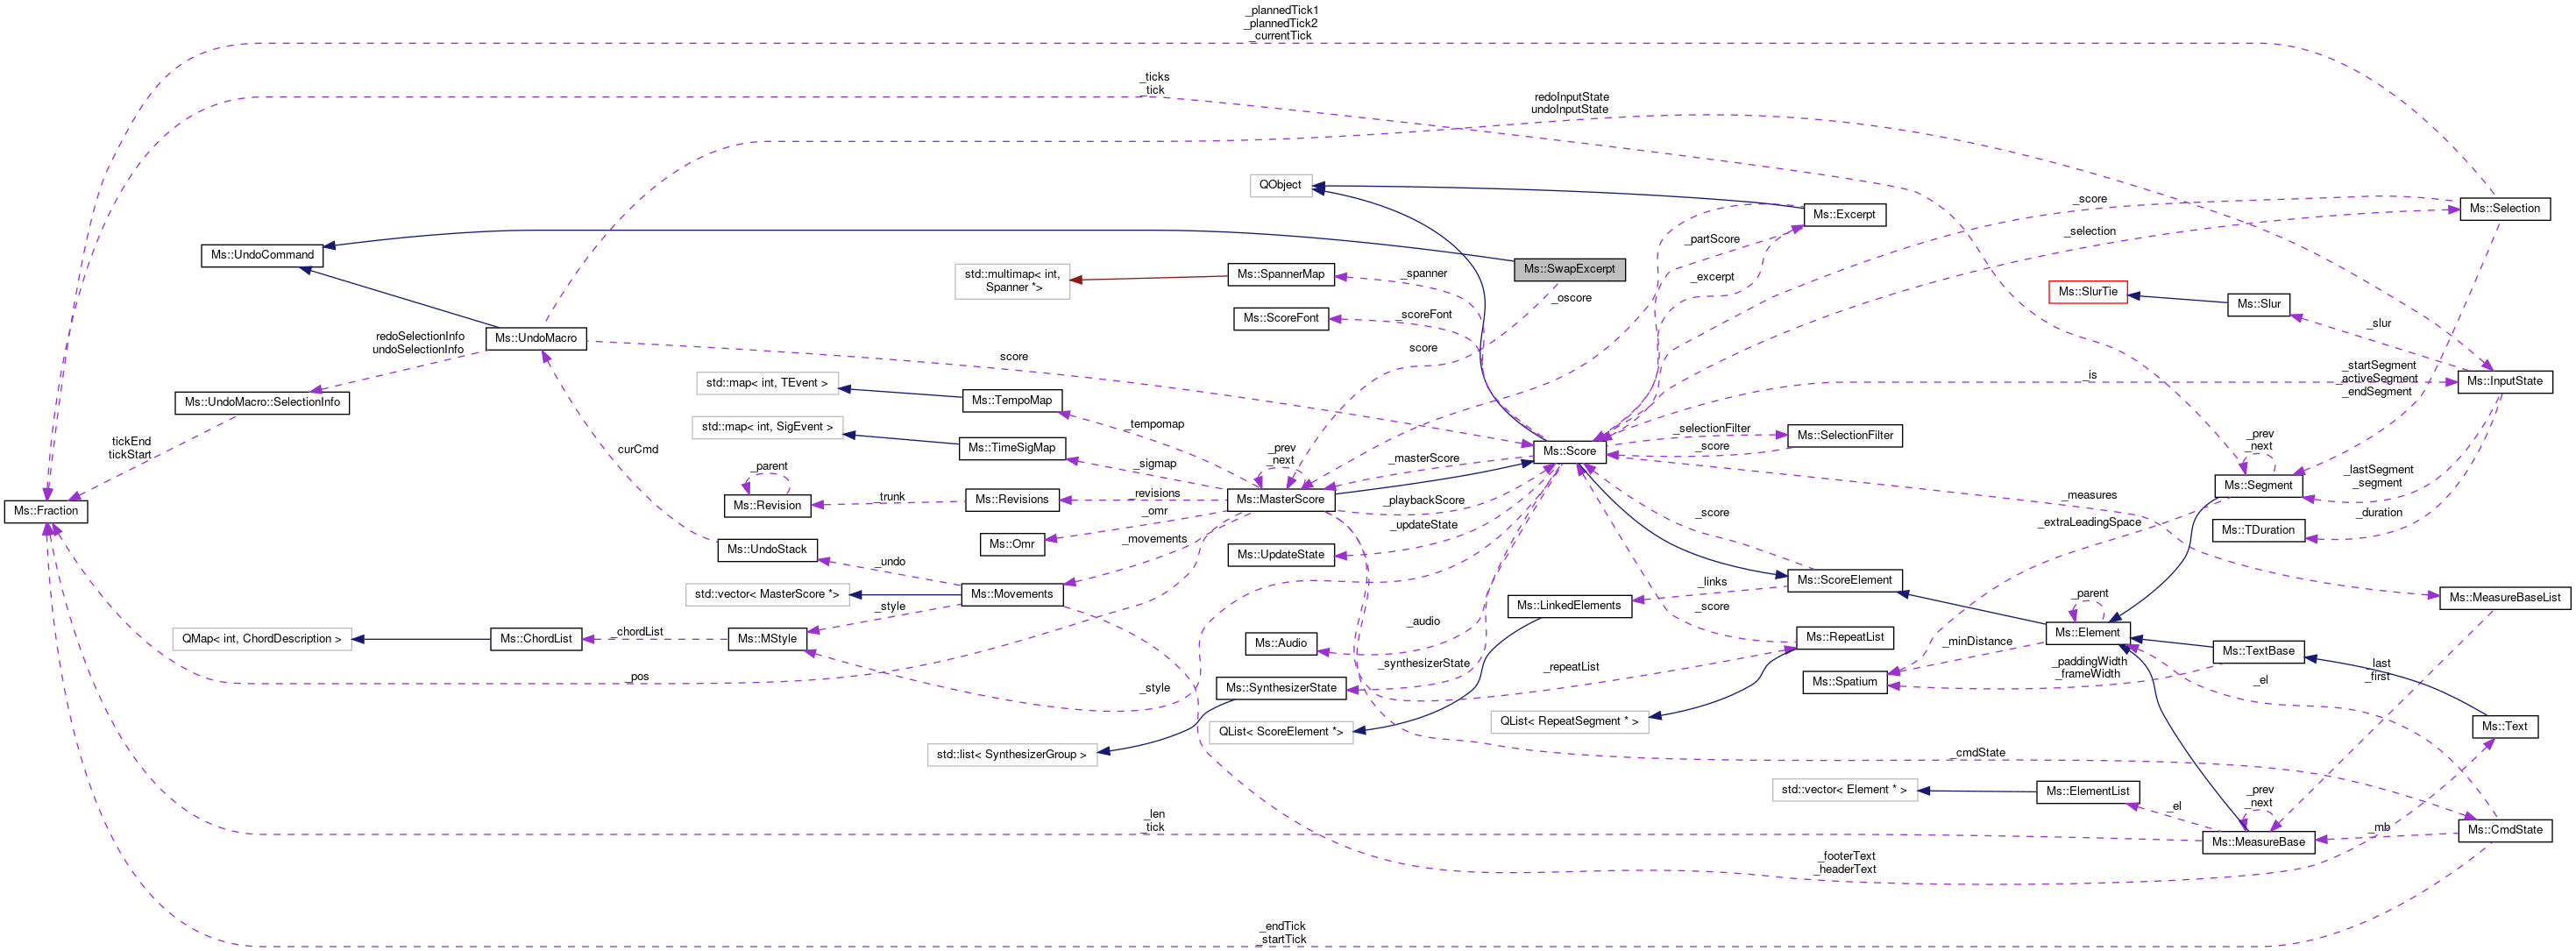 _plannedTick1
_plannedTick2
_currentTick
_ticks
_tick
redoInputState
undoInputState
QObject
Ms::Excerpt
_score
Ms::Selection
_selection
_partScore
Ms::UndoCommand
Ms::SwapExcerpt
std::multimap< int,
Spanner *>
Ms::SpannerMap
_spanner
_excerpt
_oscore
Ms::SlurTie
Ms::Slur
Ms::ScoreFont
_scoreFont
_slur
Ms::UndoMacro
redoSelectionInfo
undoSelectionInfo
score
score
_startSegment
_activeSegment
_endSegment
_is
Ms::InputState
std::map< int, TEvent >
Ms::TempoMap
Ms::UndoMacro::SelectionInfo
std::map< int, SigEvent >
_tempomap
_selectionFilter
Ms::SelectionFilter
tickEnd
tickStart
curCmd
Ms::TimeSigMap
_prev
_next
Ms::Score
_score
_prev
_next
_parent
_sigmap
_masterScore
_lastSegment
_segment
Ms::Segment
Ms::Fraction
Ms::Revision
_trunk
Ms::Revisions
_revisions
Ms::MasterScore
_playbackScore
_measures
_omr
_score
_duration
_extraLeadingSpace
Ms::TDuration
_updateState
Ms::Omr
_movements
Ms::UndoStack
Ms::UpdateState
_undo
Ms::ScoreElement
_links
std::vector< MasterScore *>
Ms::Movements
_parent
Ms::MeasureBaseList
_style
Ms::LinkedElements
_score
_audio
QMap< int, ChordDescription >
Ms::ChordList
_chordList
Ms::MStyle
Ms::Audio
Ms::RepeatList
Ms::Element
_minDistance
Ms::TextBase
_synthesizerState
_repeatList
_paddingWidth
_frameWidth
_last
_first
_pos
_style
Ms::SynthesizerState
Ms::Spatium
_el
QList< ScoreElement *>
QList< RepeatSegment * >
Ms::Text
std::list< SynthesizerGroup >
_cmdState
std::vector< Element * >
Ms::ElementList
_prev
_next
_el
_len
_tick
_mb
Ms::CmdState
Ms::MeasureBase
_footerText
_headerText
_endTick
_startTick